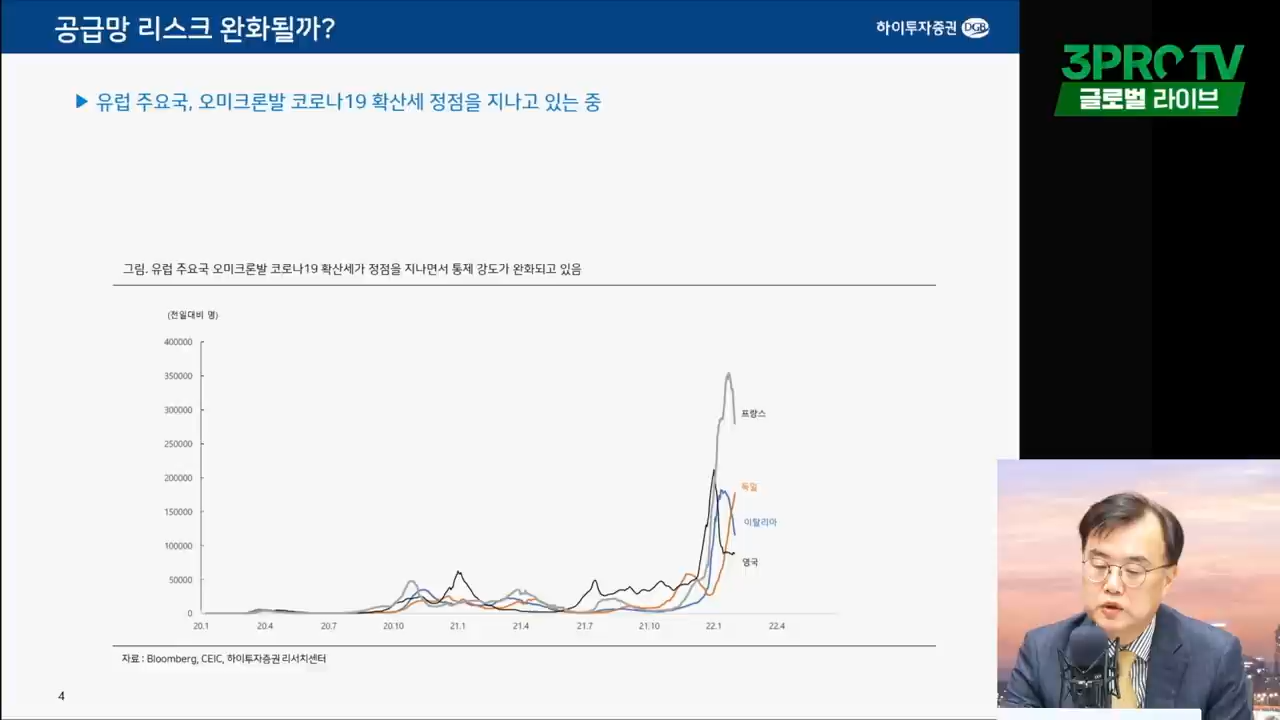 공급망 리스크 완화될까?
하이투자증권 DGB
3PRO TV
글로벌 라이브
▶ 유럽 주요국, 오미크론발 코로나19 확산세 정점을 지나고 있는 중
그림. 유럽 주요국 오미크론발 코로나19 확산세가 정점을 지나면서 통제 강도가 완화되고 있음
(전일대비 명)
400000
350000
300000
250000
200000
150000
100000
50000
0
프랑스
독일
이탈리아
영국
20.1 20.4 20.7 20.10 21.1 21.4 21.7 21.10 22.1 22.4
자료 : Bloomberg, CEIC, 하이투자증권 리서치센터
4